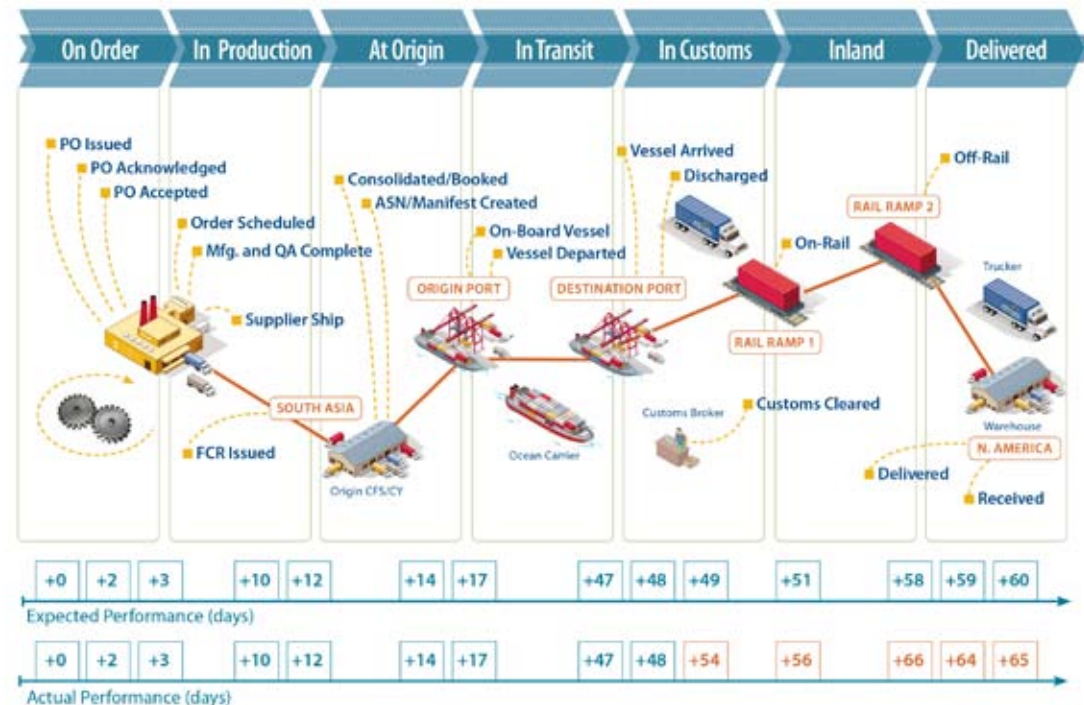 On Order
In Production
At Origin
In Transit
In Customs
Inland
Delivered
PO Issued
PO Acknowledged
PO Accepted
Order Scheduled
Mfg. and QA Complete
Supplier Ship
SOUTH ASIA
FCR Issued
Consolidated/Booked
ASN/Manifest Created
On-Board Vessel
Vessel Departed
ORIGIN PORT
Origin CFS/CY
Ocean Carrier
DESTINATION PORT
Vessel Arrived
Discharged
On-Rail
RAIL RAMP 1
Customs Broker
Customs Cleared
RAIL RAMP 2
Off-Rail
Trucker
Warehouse
N. AMERICA
Delivered
Received
+0 +2 +3 +10 +12 +14 +17 +47 +48 +49 +51 +58 +59 +60
Expected Performance (days)
+0 +2 +3 +10 +12 +14 +17 +47 +48 +54 +56 +66 +64 +65
Actual Performance (days)